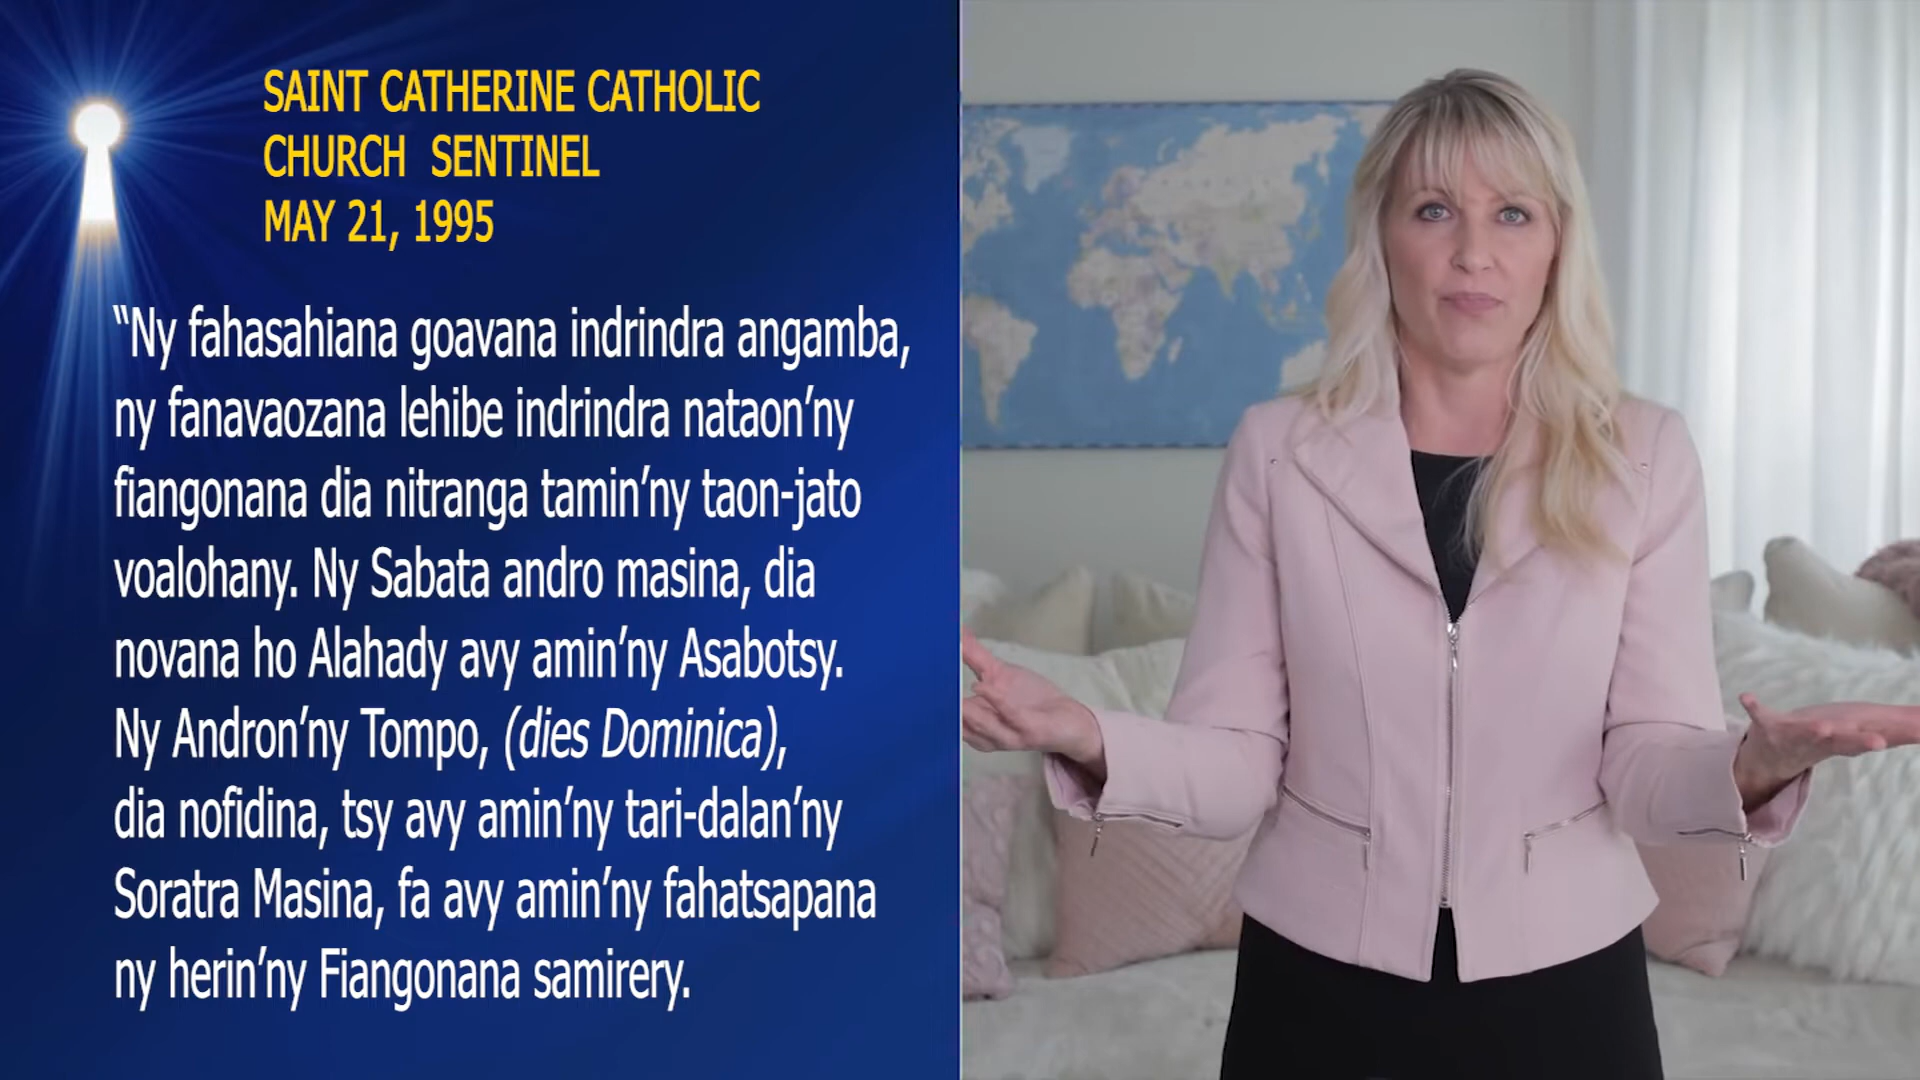 SAINT CATHERINE CATHOLIC
CHURCH SENTINEL
MAY 21, 1995
“Ny fahasahiana goavana indrindra angamba,
ny fanavaozana lehibe indrindra nataon’ny
fiangonana dia nitranga tamin’ny taon-jato
voalohany. Ny Sabata andro masina, dia
novana ho Alahady avy amin’ny Asabotsy.
Ny Andron’ny Tompo, (dies Dominica),
dia nofidina, tsy avy amin’ny tari-dalan’ny
Soratra Masina, fa avy amin’ny fahatsapana
ny herin’ny Fiangonana samirery.